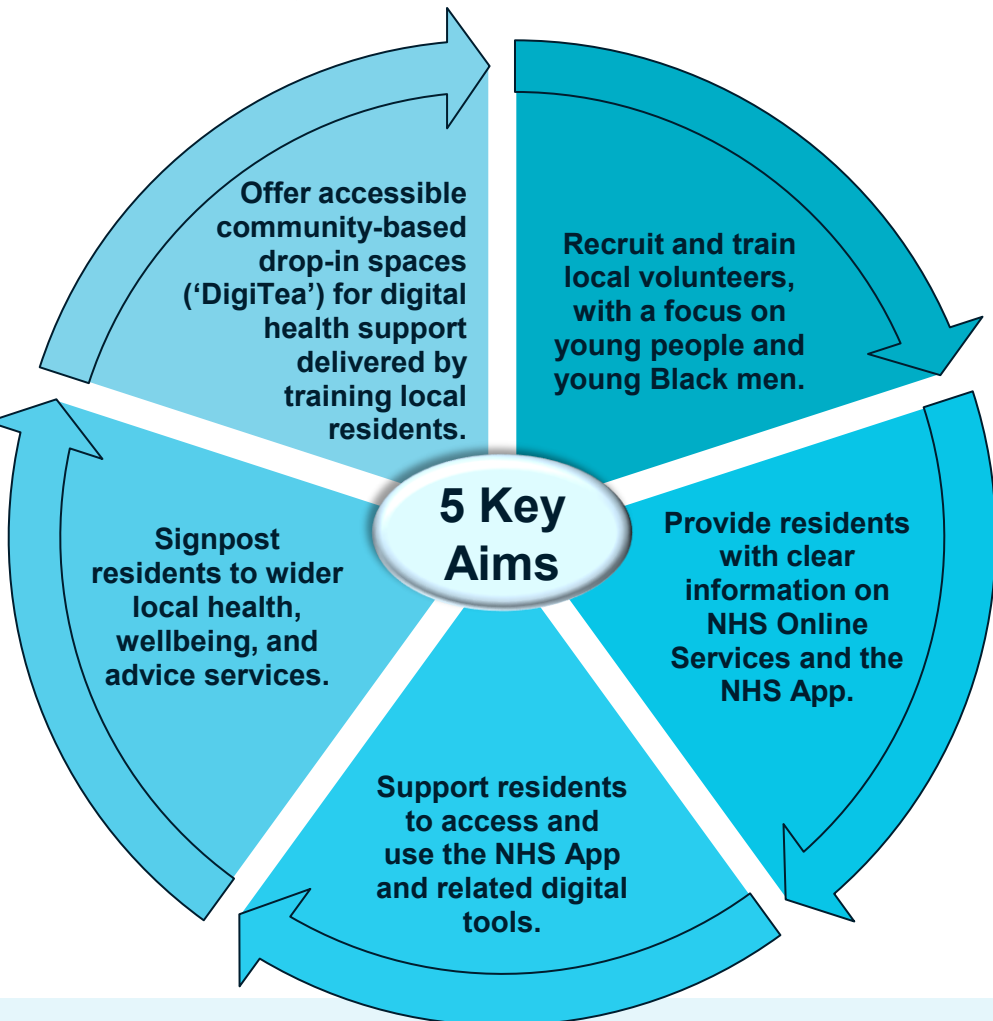 5 Key
Aims
Recruit and train
local volunteers,
with a focus on
young people and
young Black men.
Provide residents
with clear
information on
NHS Online
Services and the
NHS App.
Support residents
to access and
use the NHS App
and related digital
tools.
Signpost
residents to wider
local health,
wellbeing, and
advice services.
Offer accessible
community-based
drop-in spaces
(‘DigiTea’) for digital
health support
delivered by
training local
residents.